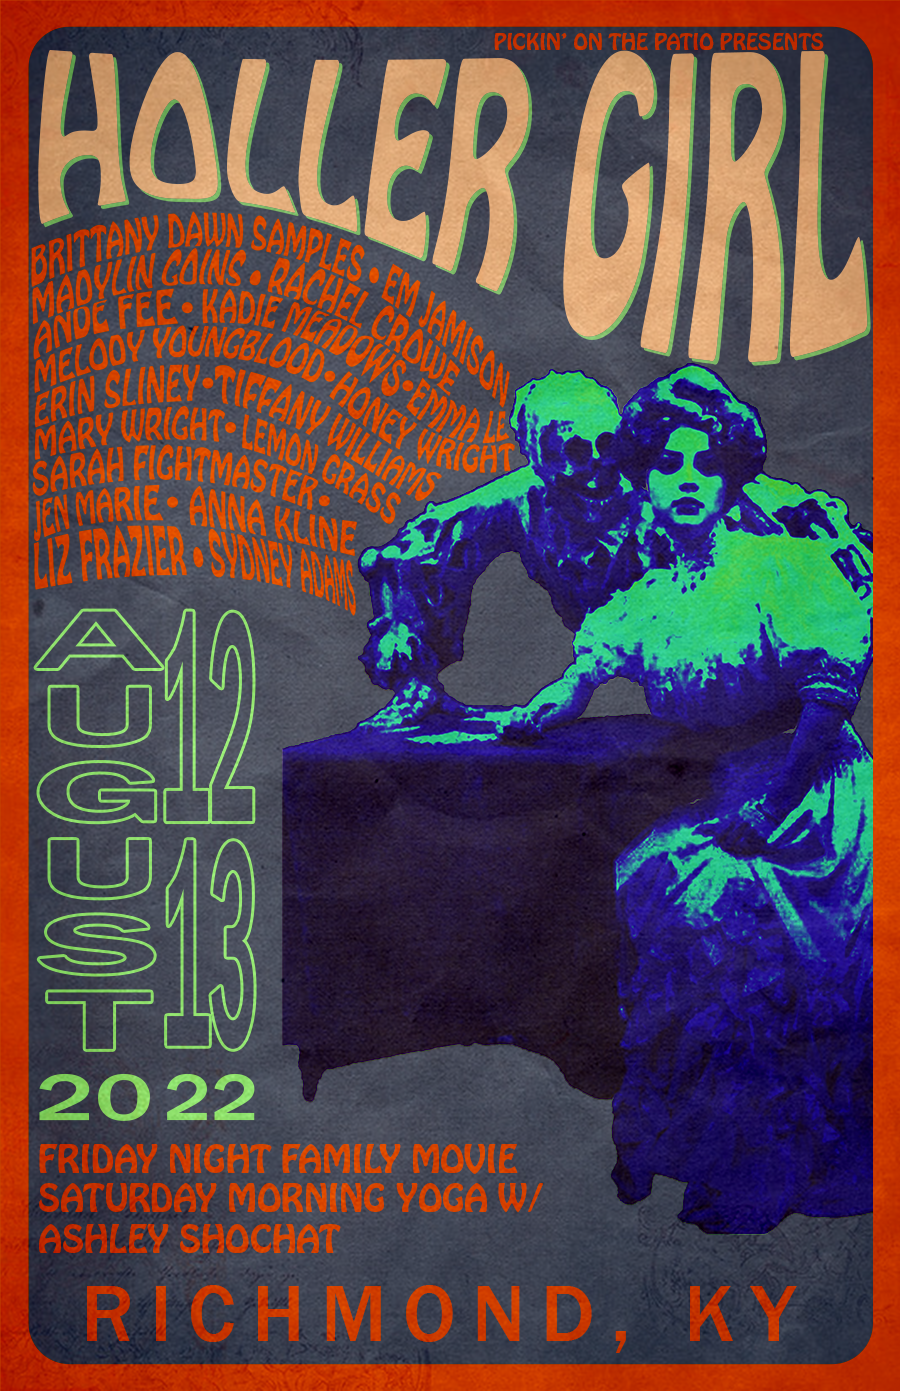 PICKIN' ON THE PATIO PRESENTS
HOLLER GIRL
BRITTANY DAWN SAMPLES • EM JAMISON
MADYLIN GOINS • RACHEL CROWE
ANDE FEE • KADIE MEADOWS • EMMA LE
MELODY YOUNGBLOOD • HONEY WRIGHT
ERIN SLINEY • TIFFANY WILLIAMS
MARY WRIGHT • LEMON GRASS
SARAH FIGHTMASTER •
JEN MARIE • ANNA KLINE
LIZ FRAZIER • SYDNEY ADAMS
AUGUST
12
13
2022
FRIDAY NIGHT FAMILY MOVIE
SATURDAY MORNING YOGA W/
ASHLEY SHOCHAT
RICHMOND, KY